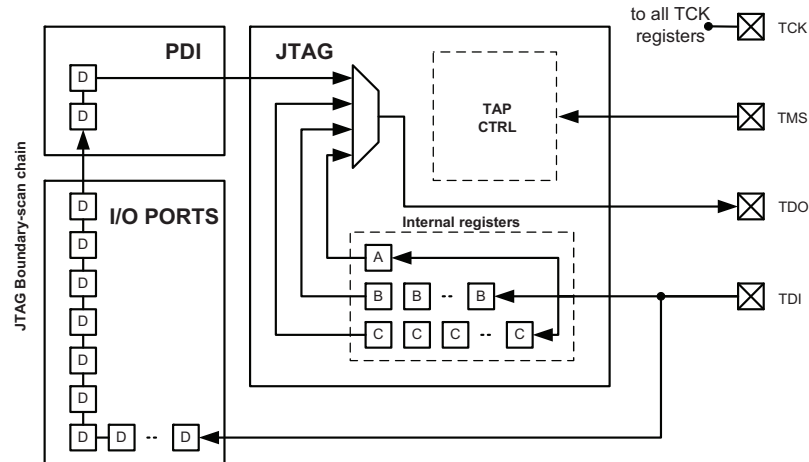 to all TCK
registers
TCK
PDI
JTAG
D
D
TAP
CTRL
TMS
JTAG Boundary-scan chain
I/O PORTS
D
D
D
D
D
D
D D -- D
TDO
Internal registers
A
B B -- B
C C C -- C
TDI